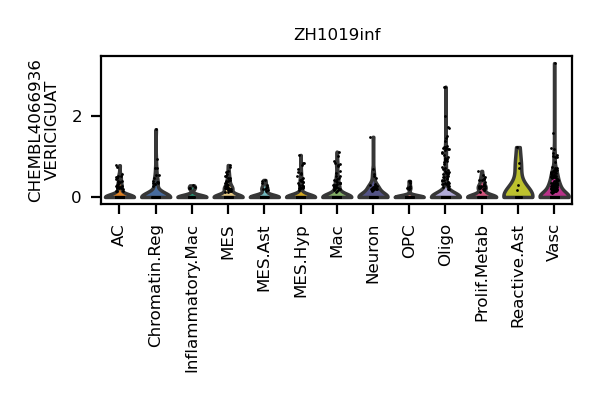 ZH1019inf
CHEMBL4066936
VERICIGUAT
2
0
AC
Chromatin.Reg
Inflammatory.Mac
MES
MES.Ast
MES.Hyp
Mac
Neuron
OPC
Oligo
Prolif.Metab
Reactive.Ast
Vasc